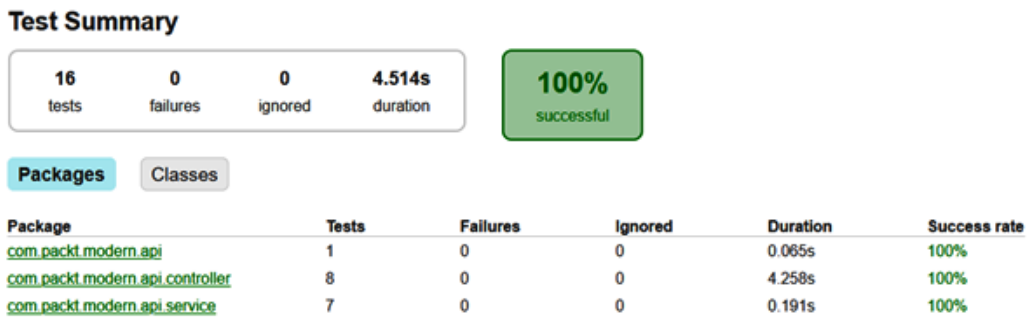 Test Summary
16 0 0 4.514s
tests failures ignored duration
100%
successful
Packages Classes
Package Tests Failures Ignored Duration Success rate
com.packt.modern.api 1 0 0 0.065s 100%
com.packt.modern.api.controller 8 0 0 4.258s 100%
com.packt.modern.api.service 7 0 0 0.191s 100%